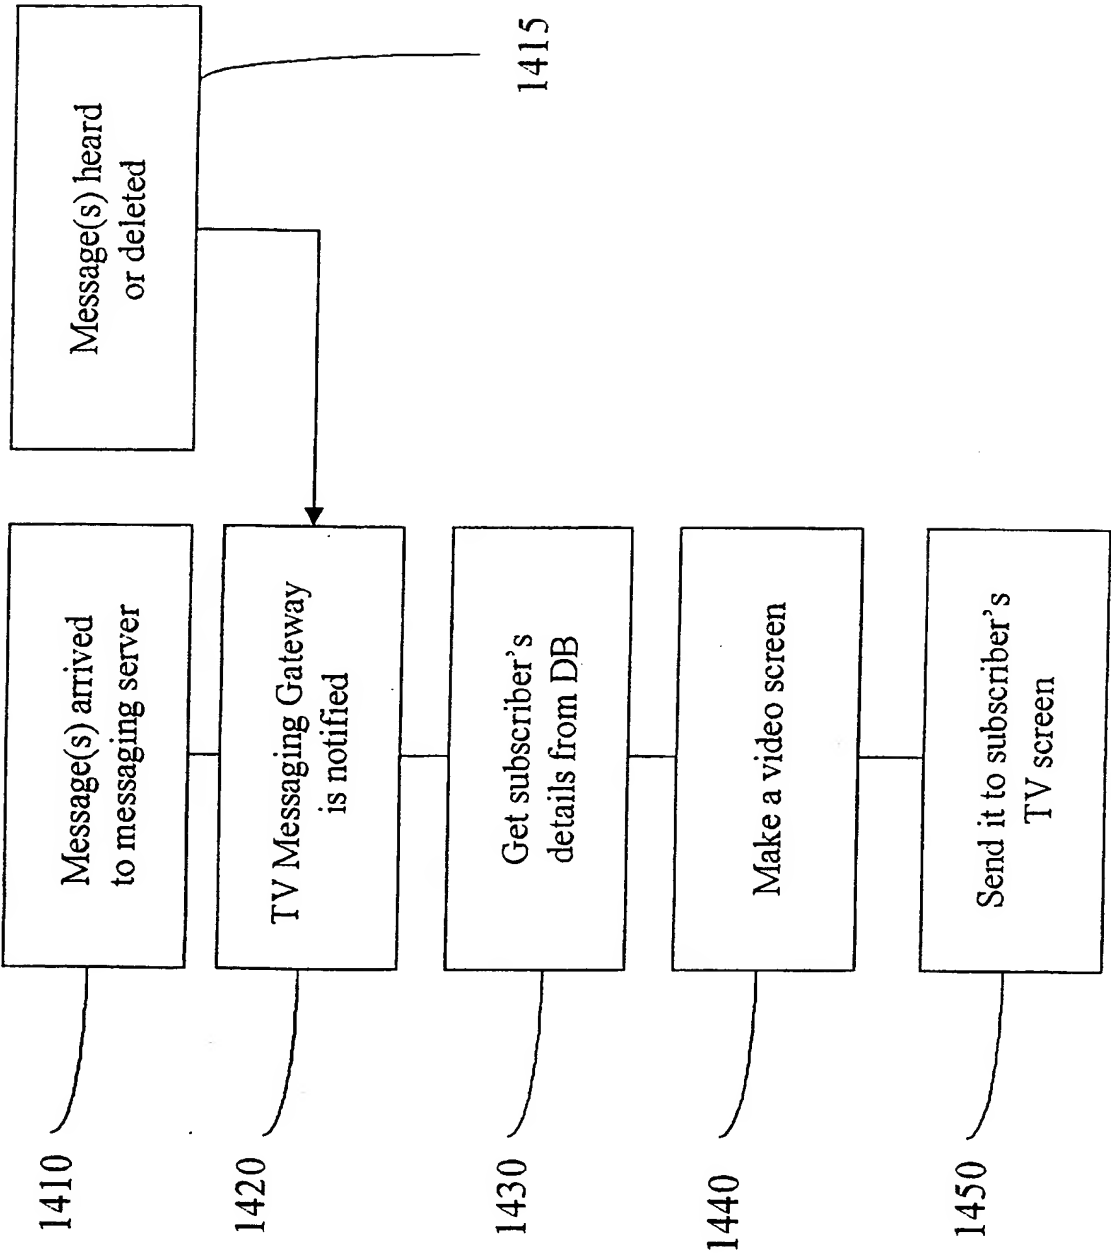 1410
Message(s) arrived
to messaging server
1415
Message(s) heard
or deleted
1420
TV Messaging Gateway
is notified
1430
Get subscriber's
details from DB
1440
Make a video screen
1450
Send it to subscriber's
TV screen